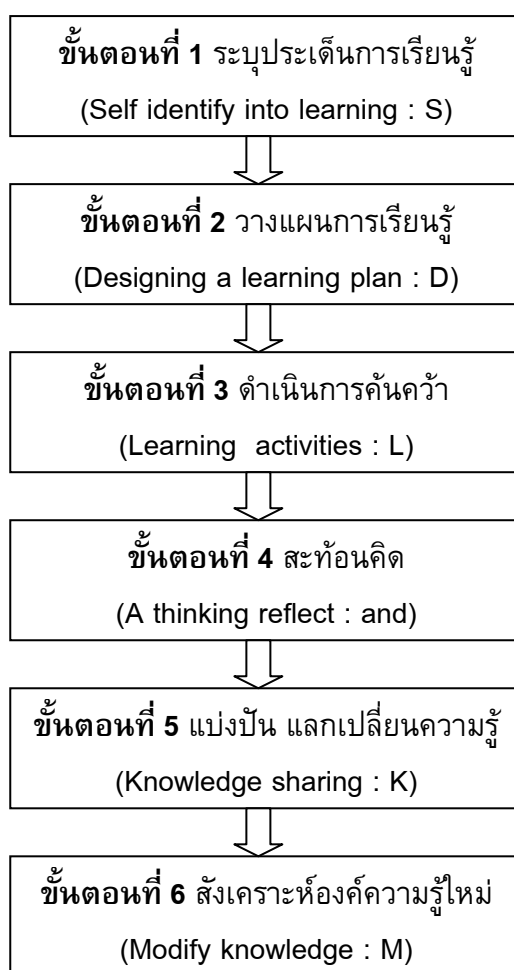 ขั้นตอนที่ 1 ระบุประเด็นการเรียนรู้
(Self identify into learning : S)
ขั้นตอนที่ 2 วางแผนการเรียนรู้
(Designing a learning plan : D)
ขั้นตอนที่ 3 ดำเนินการค้นคว้า
(Learning activities : L)
ขั้นตอนที่ 4 สะท้อนคิด
(A thinking reflect : and)
ขั้นตอนที่ 5 แบ่งปัน แลกเปลี่ยนความรู้
(Knowledge sharing : K)
ขั้นตอนที่ 6 สังเคราะห์องค์ความรู้ใหม่
(Modify knowledge : M)